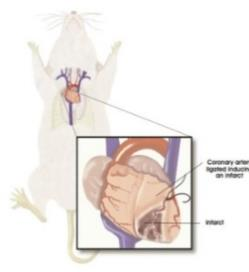 Coronary arter
ligated inducin
an infarct
Infarct